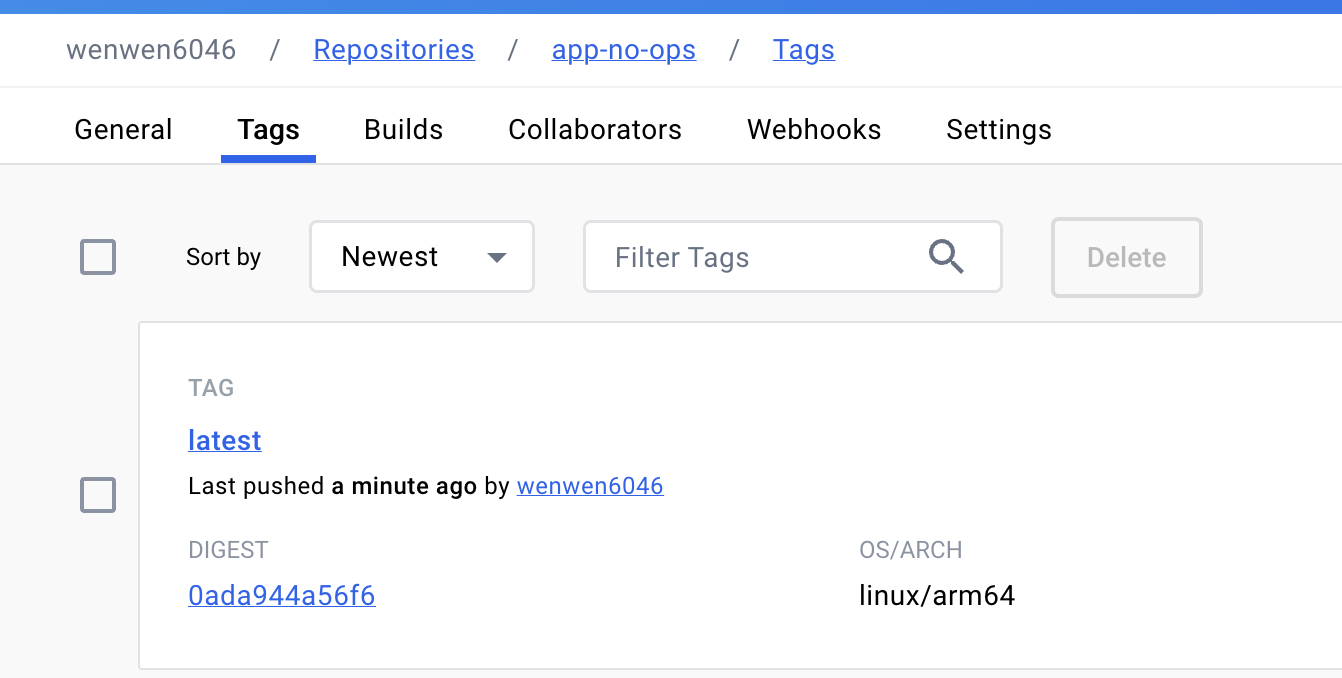 wenwen6046 / Repositories / app-no-ops / Tags
General Tags Builds Collaborators Webhooks Settings
Sort by Newest Filter Tags Delete
TAG
latest
Last pushed a minute ago by wenwen6046
DIGEST OS/ARCH
0ada944a56f6 linux/arm64